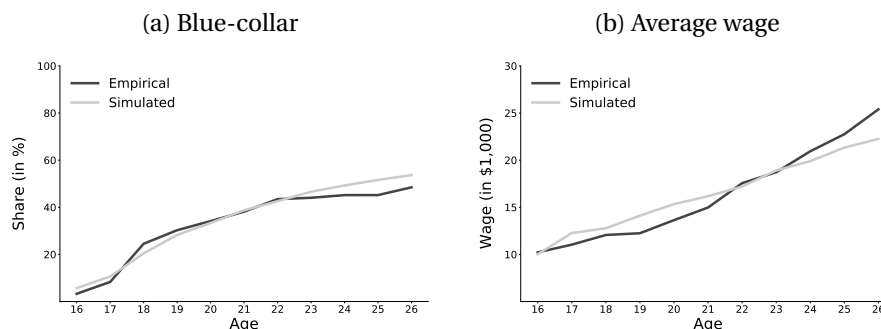 (a) Blue-collar
100
80
60
40
20
Share (in %)
Empirical
Simulated
16 17 18 19 20 21 22 23 24 25 26
Age
(b) Average wage
30
25
20
15
10
Wage (in $1,000)
Empirical
Simulated
16 17 18 19 20 21 22 23 24 25 26
Age